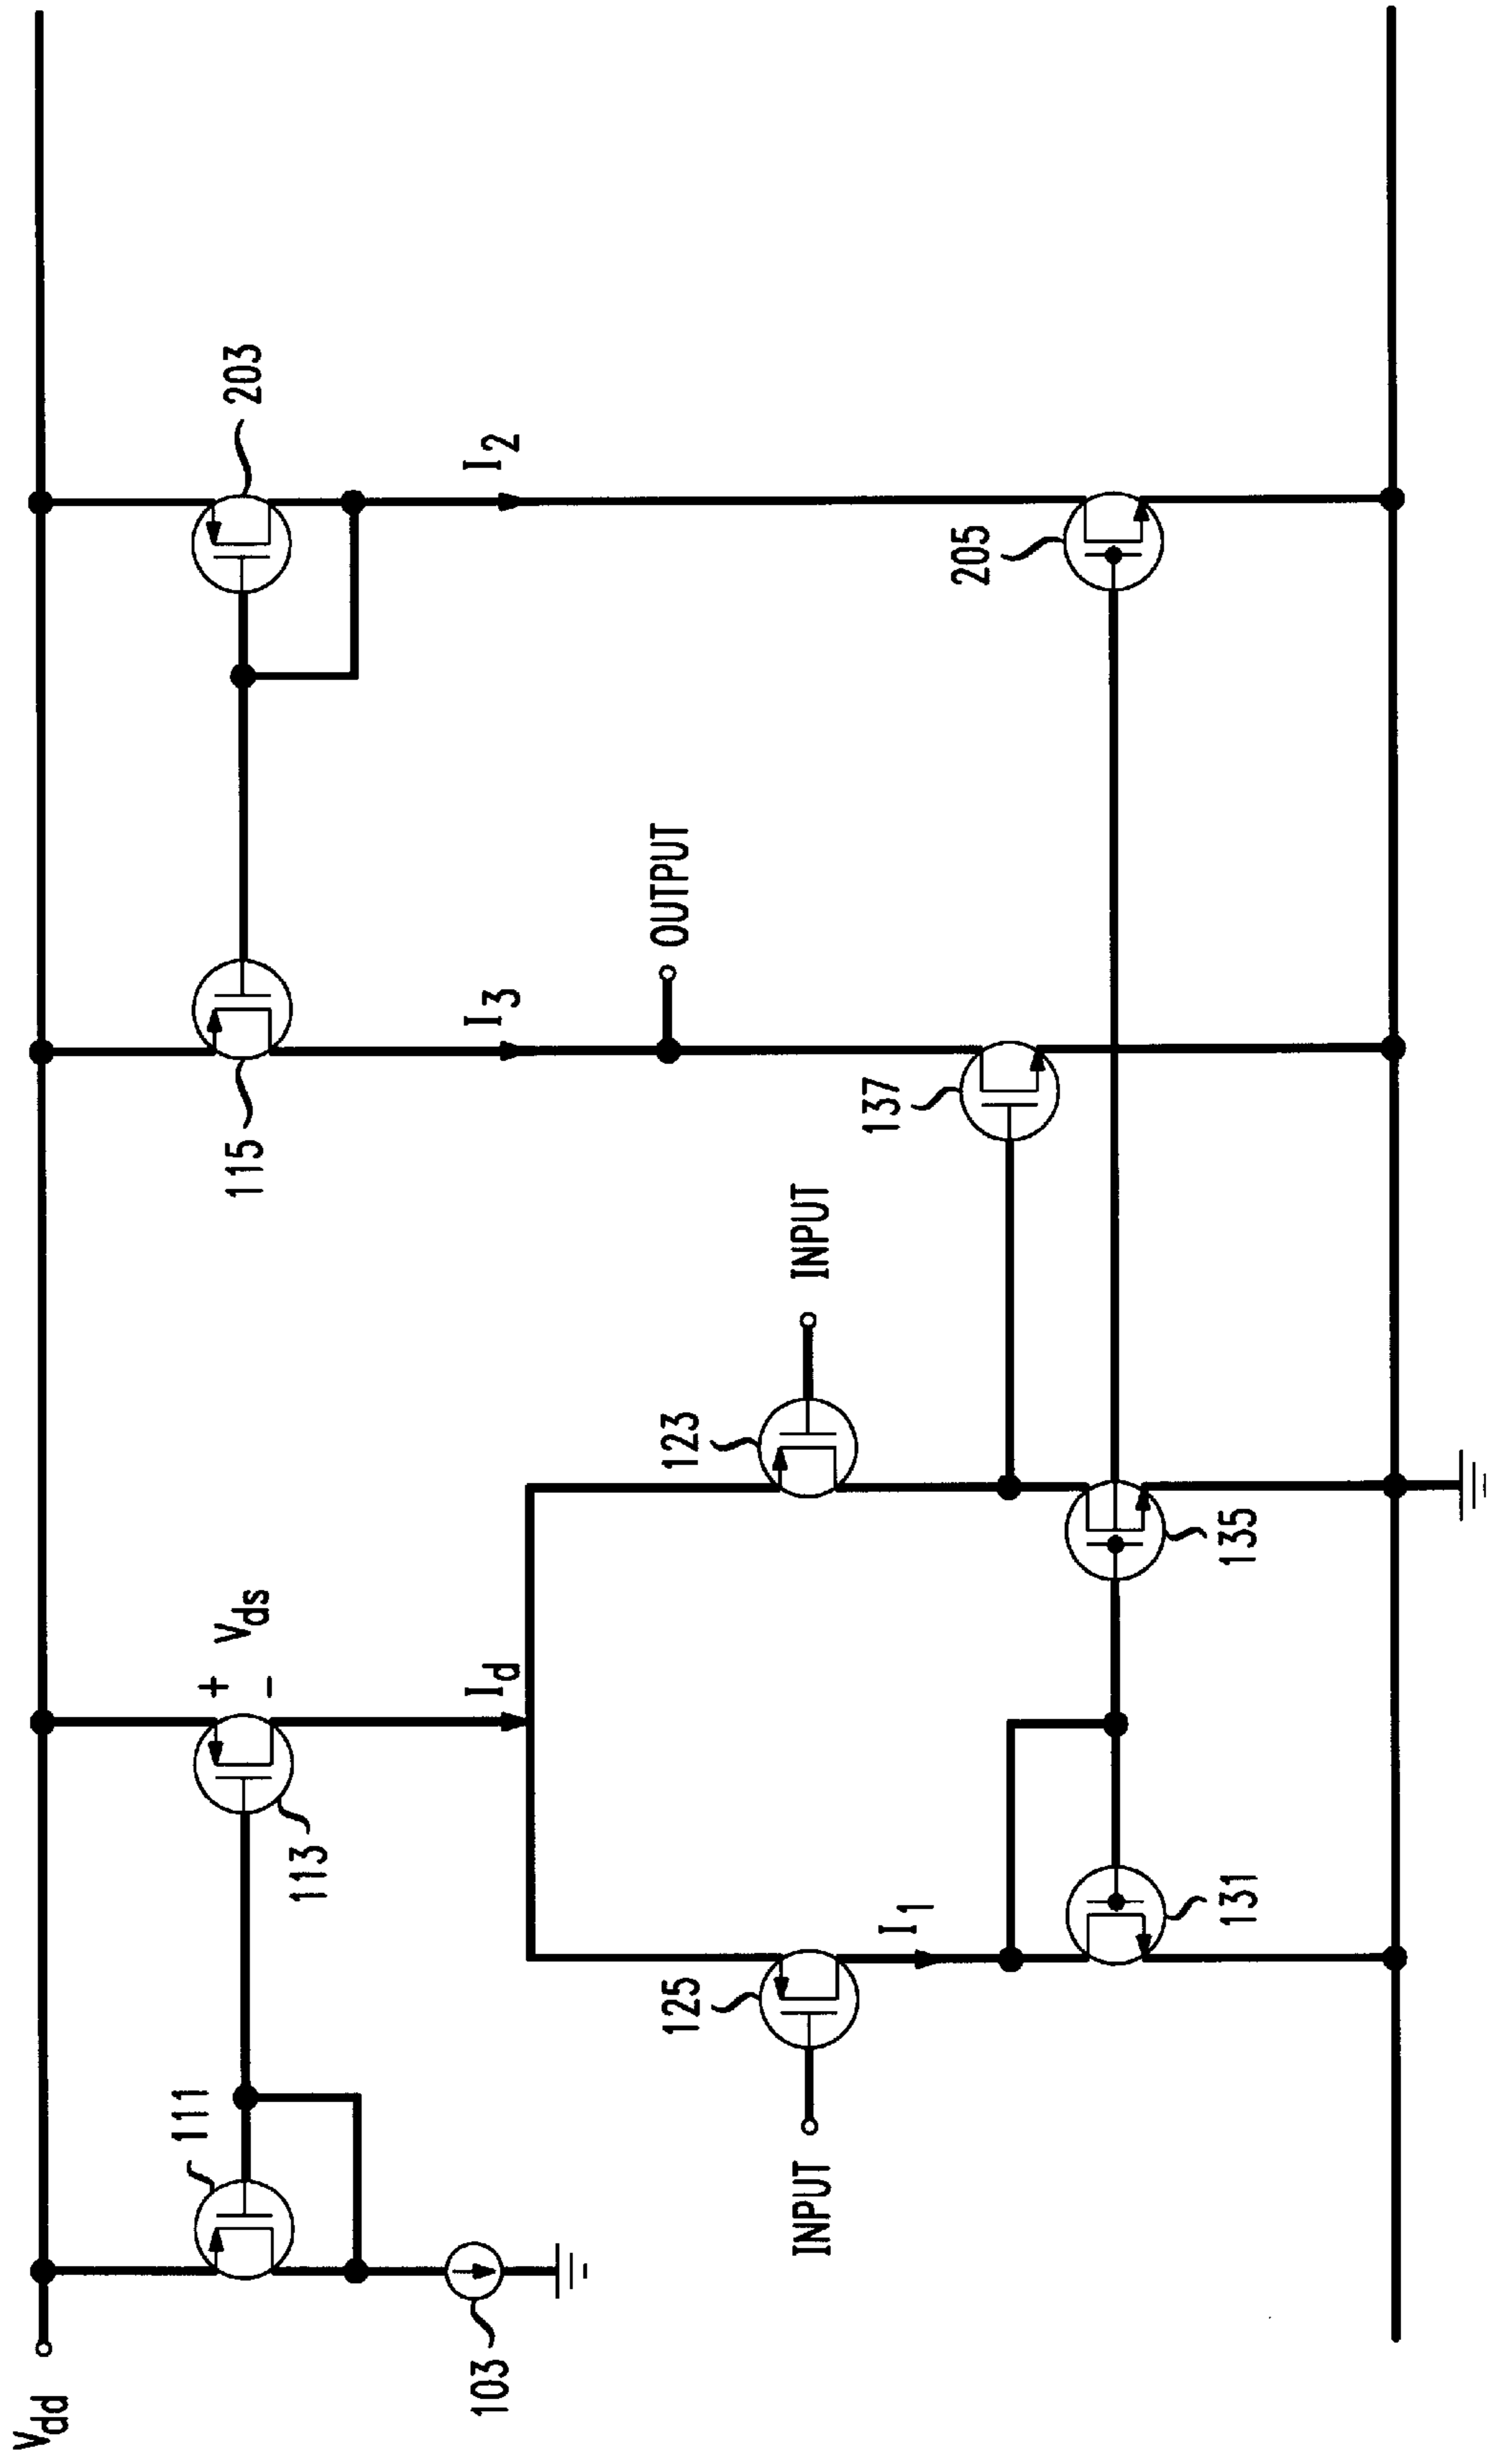 Vdd
111
+
Vds
-
115
203
113
103
Id
I3
I2
OUTPUT
125
123
INPUT
INPUT
137
I1
205
131
135